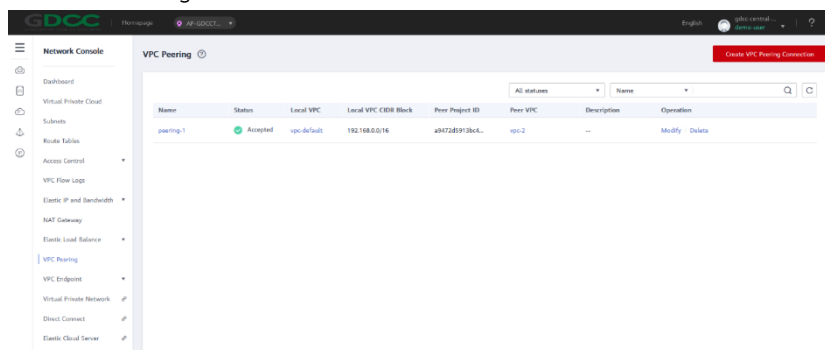 GDCC Homepage AP-GDCCT... English gdcc-central-...
demo-user
Network Console
VPC Peering
Create VPC Peering Connection
Dashboard
Virtual Private Cloud
Subnets
Route Tables
Access Control
VPC Flow Logs
Elastic IP and Bandwidth
NAT Gateway
Elastic Load Balance
VPC Peering
VPC Endpoint
Virtual Private Network
Direct Connect
Elastic Cloud Server
All statuses Name
Name Status Local VPC Local VPC CIDR Block Peer Project ID Peer VPC Description Operation
peering-1 Accepted vpc-default 192.168.0.0/16 a9472d5913bc4... vpc-2 -- Modify Delete